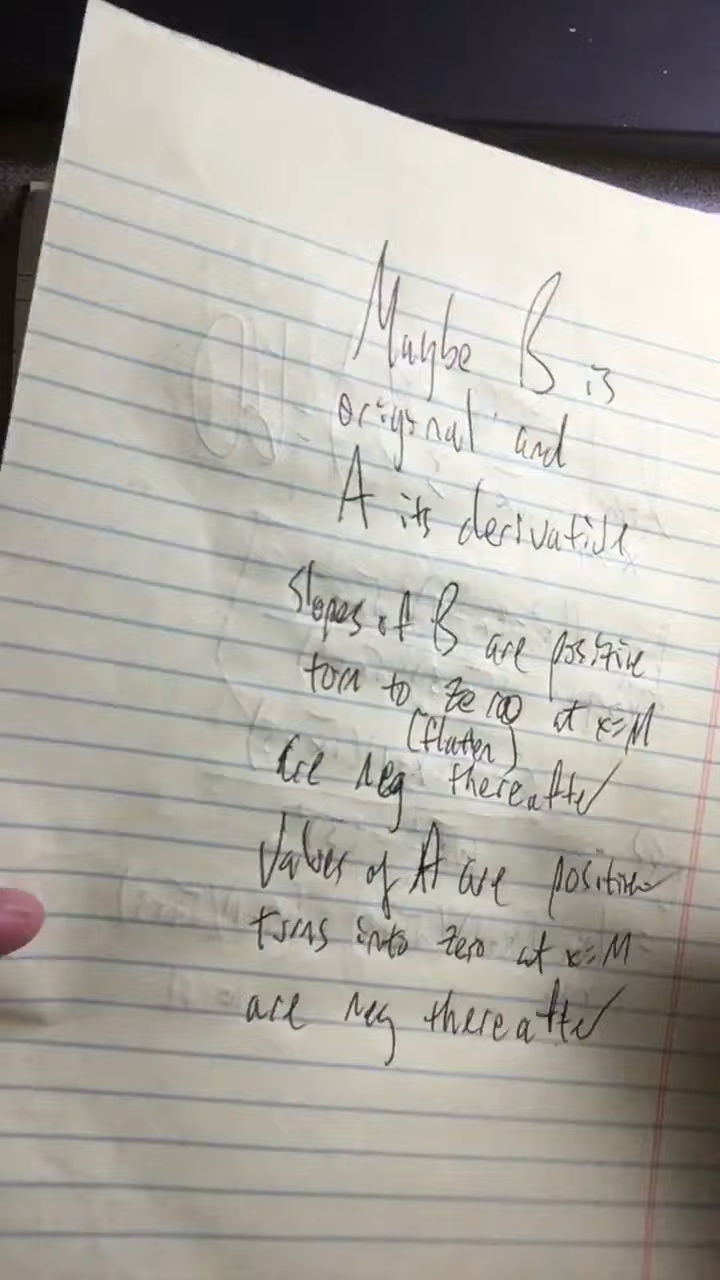 Maybe B is
original and
A its derivative
Slopes of B are positive
turn to zero at x=M
(flatten)
are neg thereafter
Values of A are positive
turns into zero at x=M
are neg thereafter